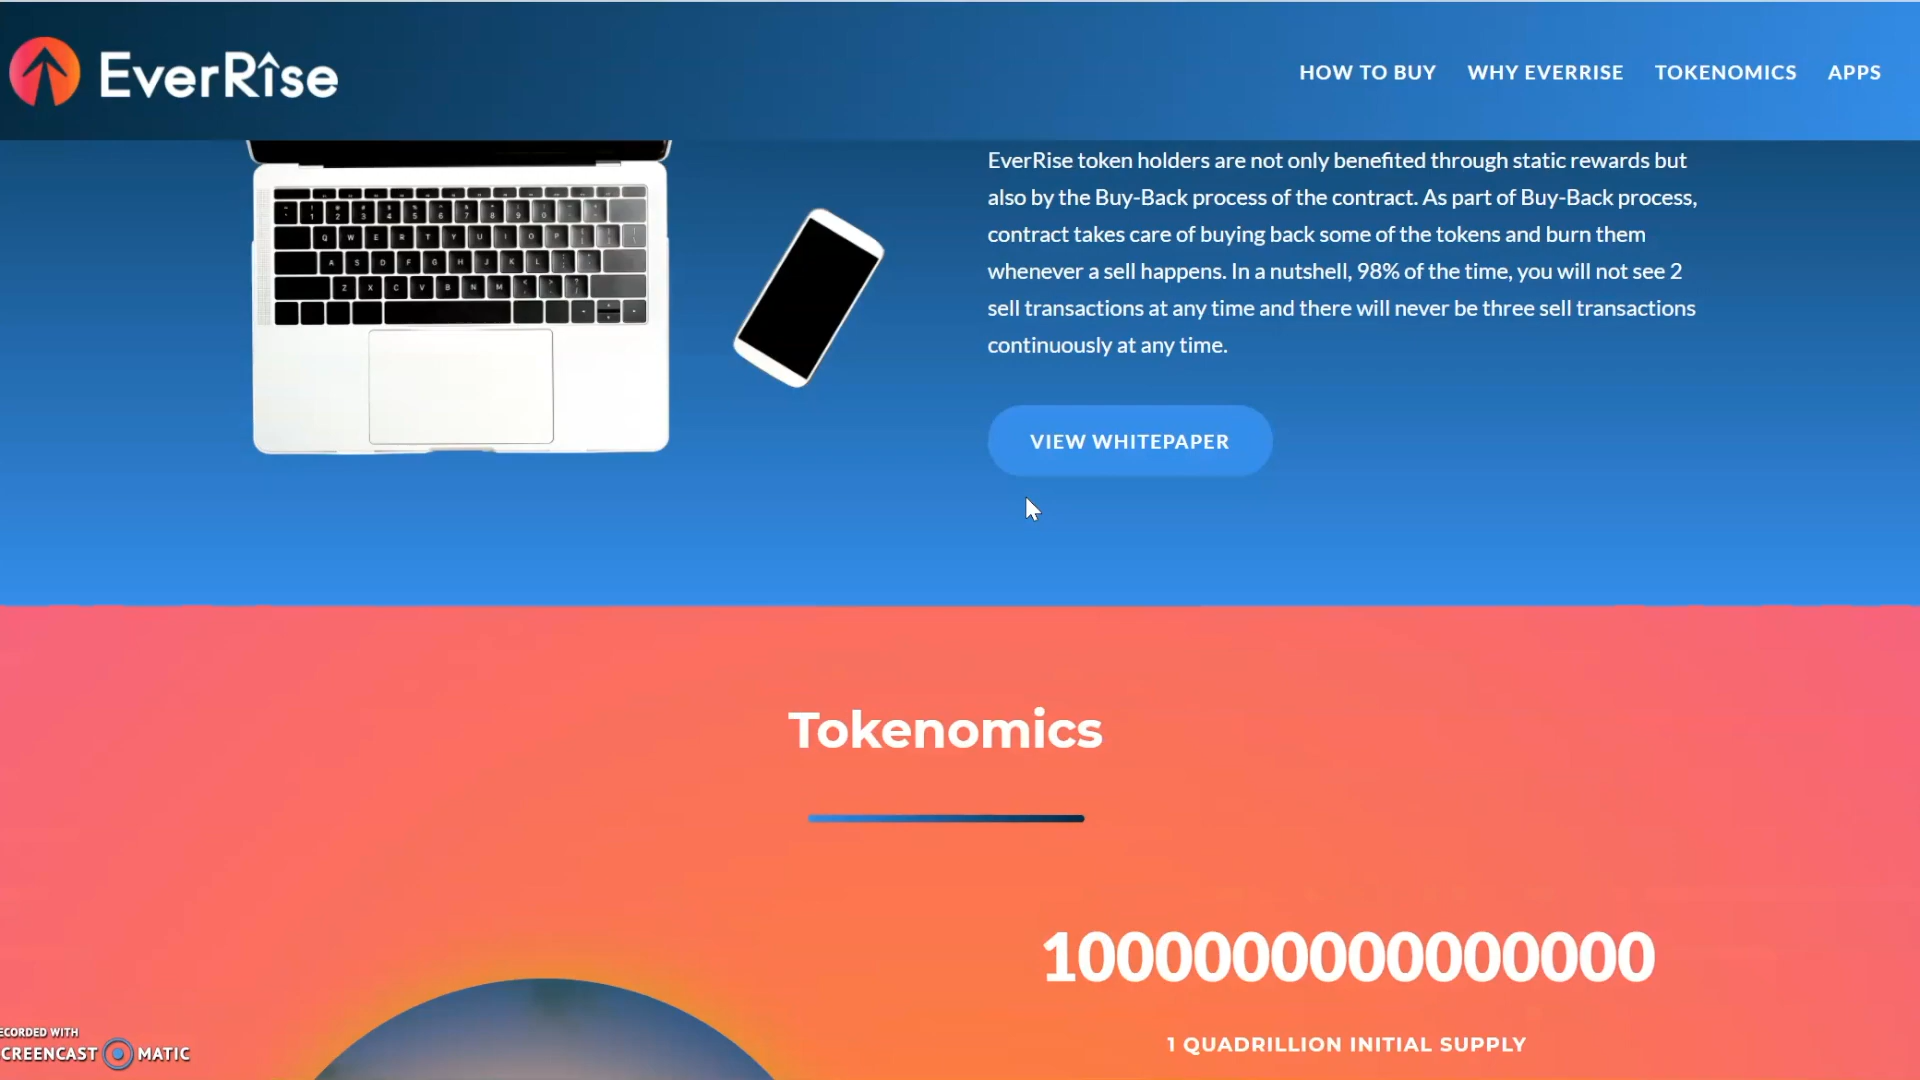 EverRîse
HOW TO BUY WHY EVERRISE TOKENOMICS APPS
EverRise token holders are not only benefited through static rewards but
also by the Buy-Back process of the contract. As part of Buy-Back process,
contract takes care of buying back some of the tokens and burn them
whenever a sell happens. In a nutshell, 98% of the time, you will not see 2
sell transactions at any time and there will never be three sell transactions
continuously at any time.
VIEW WHITEPAPER
Tokenomics
1000000000000000
1 QUADRILLION INITIAL SUPPLY
ECORDED WITH
CREENCAST MATIC